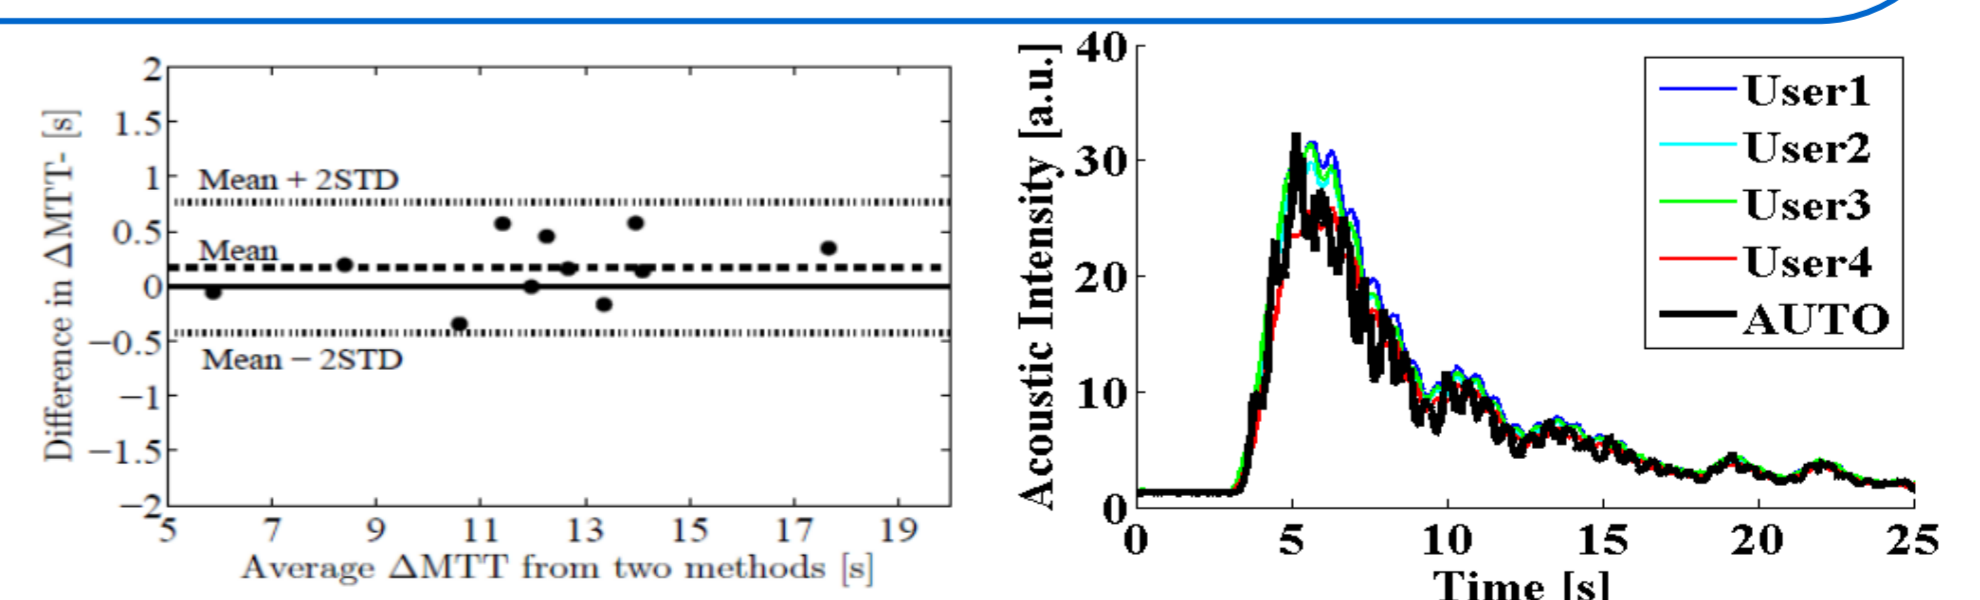 2
1.5
1
0.5
0
−0.5
−1
−1.5
−2
Difference in ΔMTT- [s]
Mean + 2STD
Mean
Mean − 2STD
5 7 9 11 13 15 17 19
Average ΔMTT from two methods [s]
40
30
20
10
0
Acoustic Intensity [a.u.]
User1
User2
User3
User4
AUTO
0 5 10 15 20 25
Time [s]